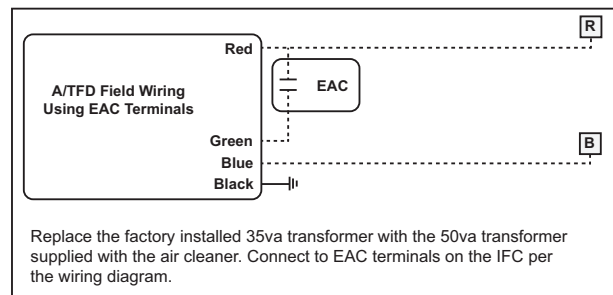 R
Red
A/TFD Field Wiring
Using EAC Terminals
EAC
Green
B
Blue
Black
Replace the factory installed 35va transformer with the 50va transformer
supplied with the air cleaner. Connect to EAC terminals on the IFC per
the wiring diagram.